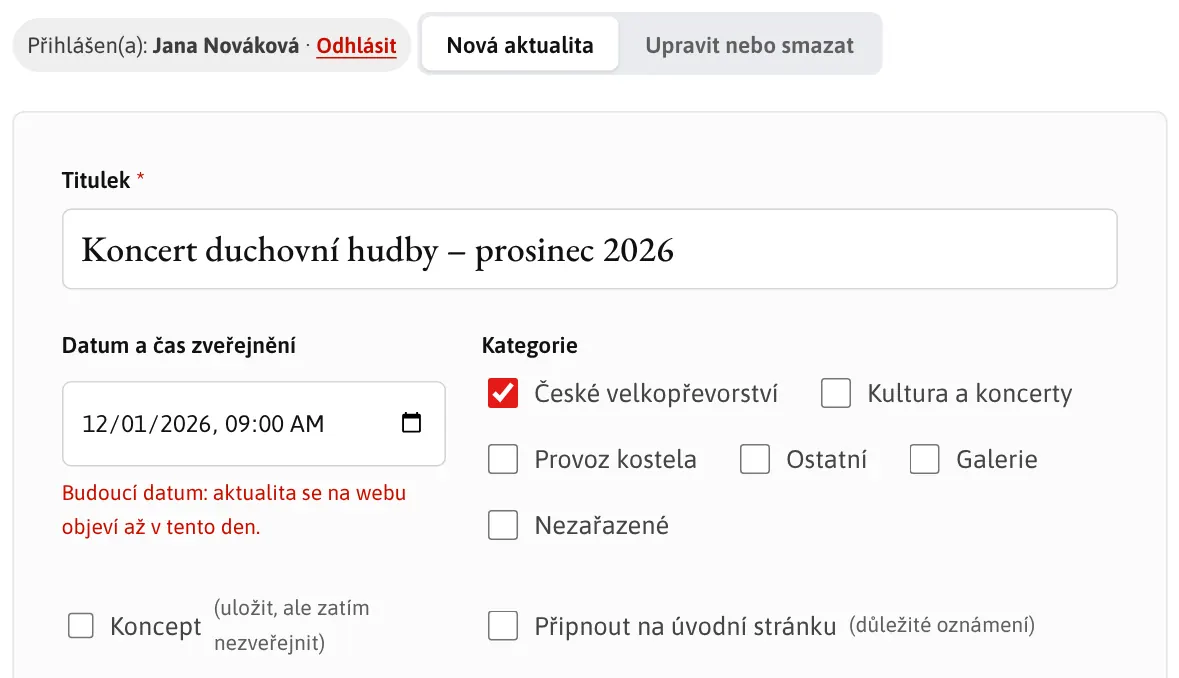 Přihlášen(a): Jana Nováková · Odhlásit
Nová aktualita
Upravit nebo smazat
Titulek *
Koncert duchovní hudby – prosinec 2026
Datum a čas zveřejnění
12/01/2026, 09:00 AM
Budoucí datum: aktualita se na webu
objeví až v tento den.
Kategorie
České velkopřevorství
Kultura a koncerty
Provoz kostela
Ostatní
Galerie
Nezařazené
Koncept (uložit, ale zatím
nezveřejnit)
Připnout na úvodní stránku (důležité oznámení)